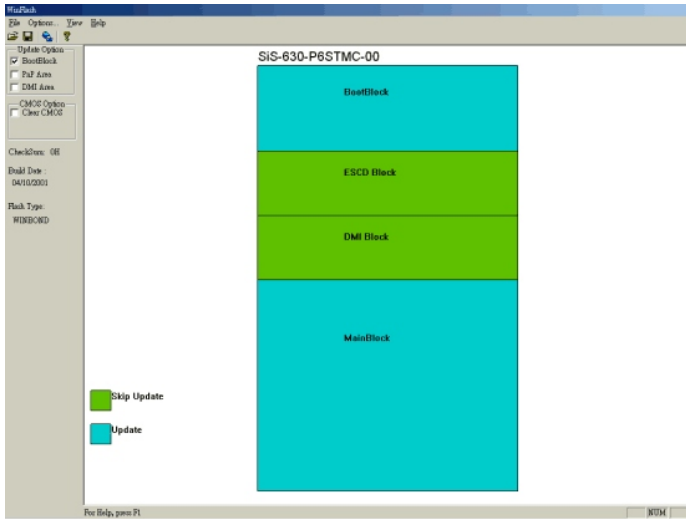 WinFlash
File Options... View Help
Update Option
BootBlock
PnP Area
DMI Area
CMOS Option
Clear CMOS
CheckSum: 0H
Build Date :
04/10/2001
Flash Type:
WINBOND
SiS-630-P6STMC-00
BootBlock
ESCD Block
DMI Block
MainBlock
Skip Update
Update
For Help, press F1
NUM